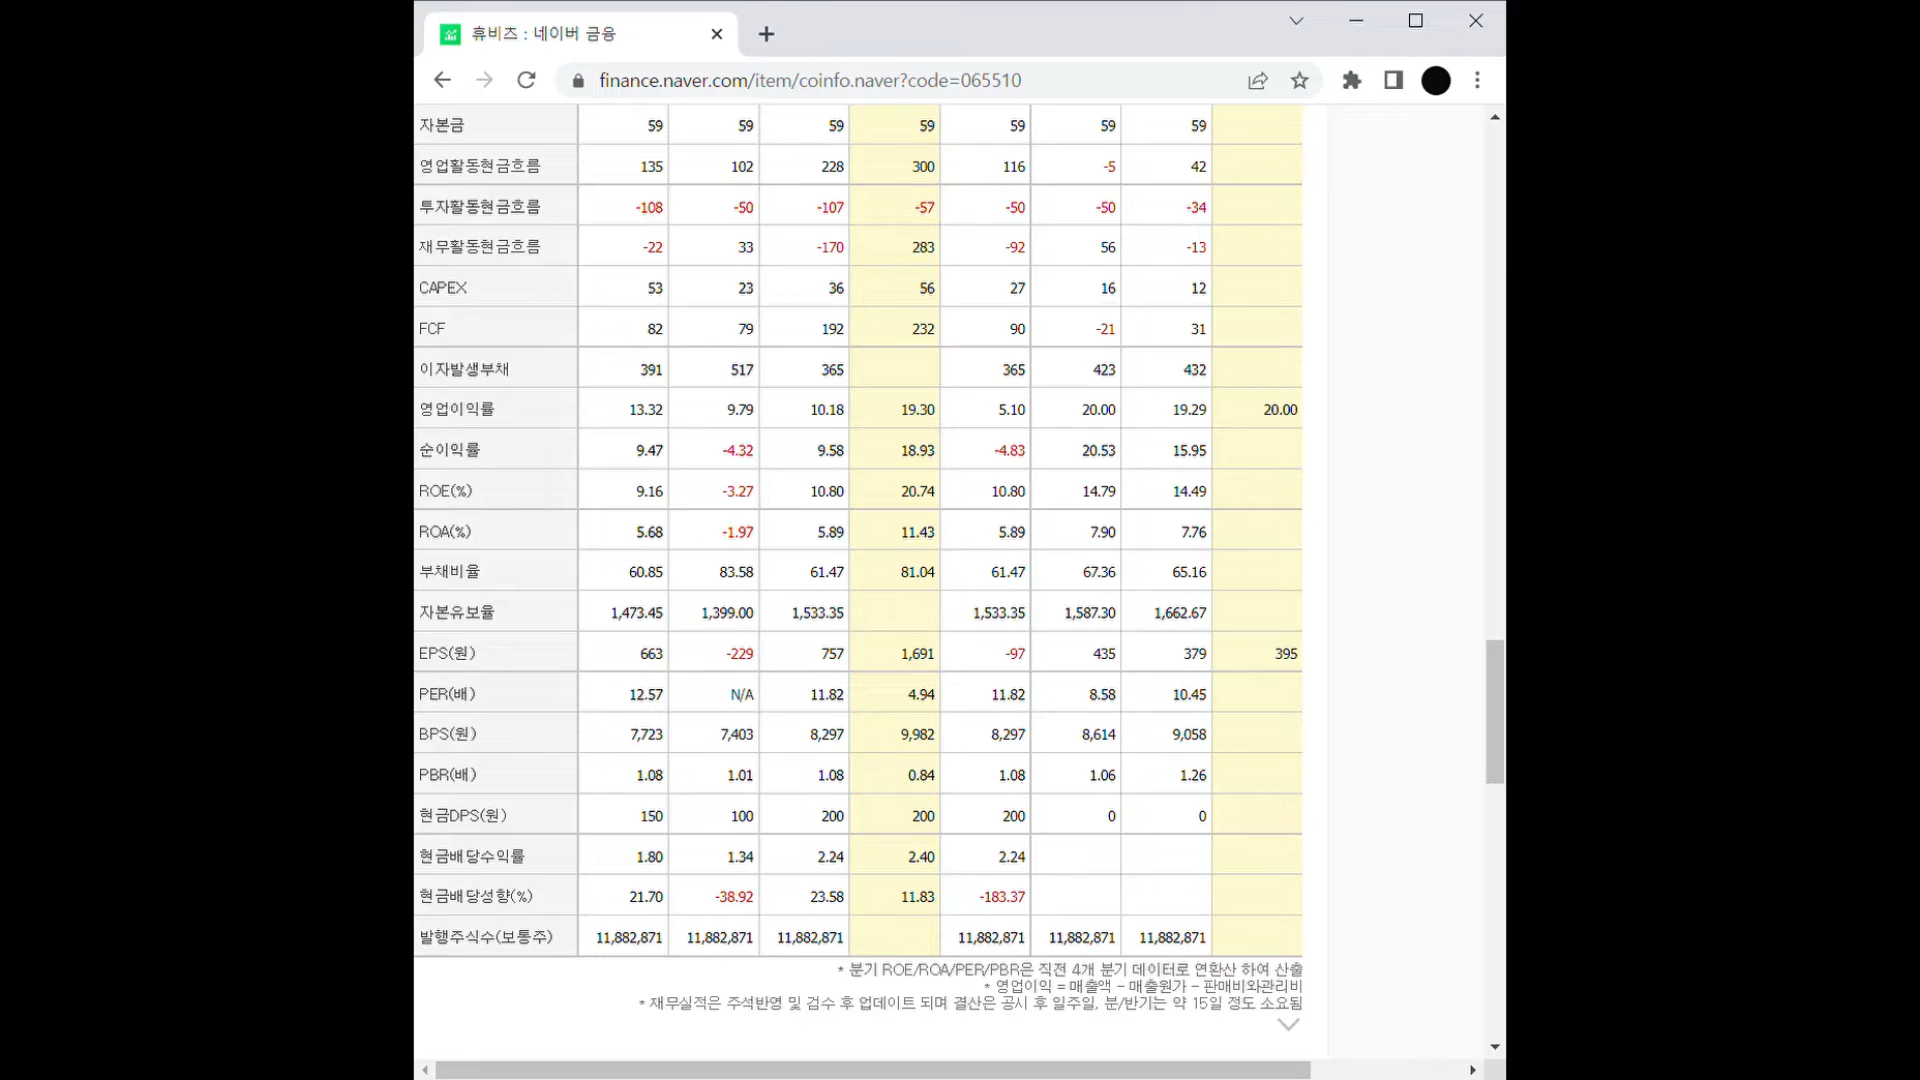 휴비츠 : 네이버 금융
finance.naver.com/item/coinfo.naver?code=065510
자본금 59 59 59 59 59 59 59
영업활동현금흐름 135 102 228 300 116 -5 42
투자활동현금흐름 -108 -50 -107 -57 -50 -50 -34
재무활동현금흐름 -22 33 -170 283 -92 56 -13
CAPEX 53 23 36 56 27 16 12
FCF 82 79 192 232 90 -21 31
이자발생부채 391 517 365 365 423 432
영업이익률 13.32 9.79 10.18 19.30 5.10 20.00 19.29 20.00
순이익률 9.47 -4.32 9.58 18.93 -4.83 20.53 15.95
ROE(%) 9.16 -3.27 10.80 20.74 10.80 14.79 14.49
ROA(%) 5.68 -1.97 5.89 11.43 5.89 7.90 7.76
부채비율 60.85 83.58 61.47 81.04 61.47 67.36 65.16
자본유보율 1,473.45 1,399.00 1,533.35 1,533.35 1,587.30 1,662.67
EPS(원) 663 -229 757 1,691 -97 435 379 395
PER(배) 12.57 N/A 11.82 4.94 11.82 8.58 10.45
BPS(원) 7,723 7,403 8,297 9,982 8,297 8,614 9,058
PBR(배) 1.08 1.01 1.08 0.84 1.08 1.06 1.26
현금DPS(원) 150 100 200 200 200 0 0
현금배당수익률 1.80 1.34 2.24 2.40 2.24
현금배당성향(%) 21.70 -38.92 23.58 11.83 -183.37
발행주식수(보통주) 11,882,871 11,882,871 11,882,871 11,882,871 11,882,871 11,882,871
* 분기 ROE/ROA/PER/PBR은 직전 4개 분기 데이터로 연환산 하여 산출
* 영업이익 = 매출액 - 매출원가 - 판매비와관리비
* 재무실적은 주석반영 및 검수 후 업데이트 되며 결산은 공시 후 일주일, 분/반기는 약 15일 정도 소요됨